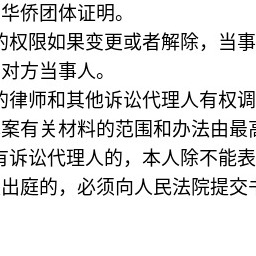 华侨团体证明。
的权限如果变更或者解除，当事
对方当事人。
的律师和其他诉讼代理人有权调
案有关材料的范围和办法由最高
有诉讼代理人的，本人除不能表
出庭的，必须向人民法院提交书